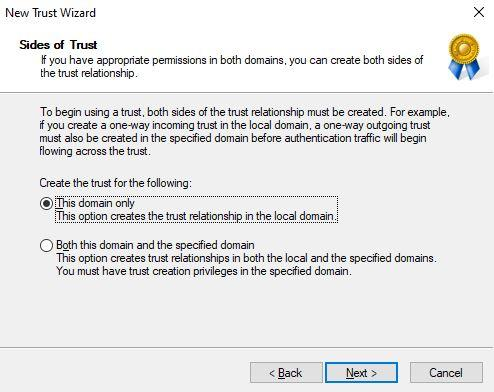 New Trust Wizard
Sides of Trust
If you have appropriate permissions in both domains, you can create both sides of
the trust relationship.
To begin using a trust, both sides of the trust relationship must be created. For example,
if you create a one-way incoming trust in the local domain, a one-way outgoing trust
must also be created in the specified domain before authentication traffic will begin
flowing across the trust.
Create the trust for the following:
This domain only
This option creates the trust relationship in the local domain.
Both this domain and the specified domain
This option creates trust relationships in both the local and the specified domains.
You must have trust creation privileges in the specified domain.
< Back Next > Cancel